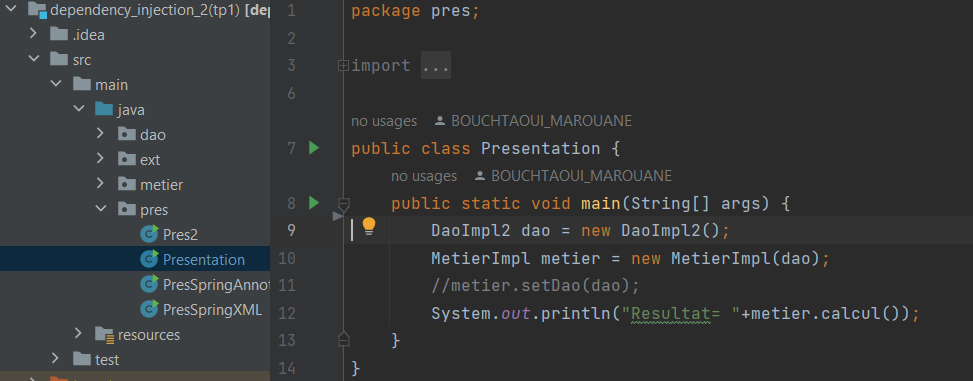 dependency_injection_2(tp1) [de
.idea
src
main
java
dao
ext
metier
pres
Pres2
Presentation
PresSpringAnnot
PresSpringXML
resources
test
1 package pres;
2
3 import ...
6
no usages BOUCHTAOUI_MAROUANE
7 public class Presentation {
no usages BOUCHTAOUI_MAROUANE
8 public static void main(String[] args) {
9 DaoImpl2 dao = new DaoImpl2();
10 MetierImpl metier = new MetierImpl(dao);
11 //metier.setDao(dao);
12 System.out.println("Resultat= "+metier.calcul());
13 }
14 }